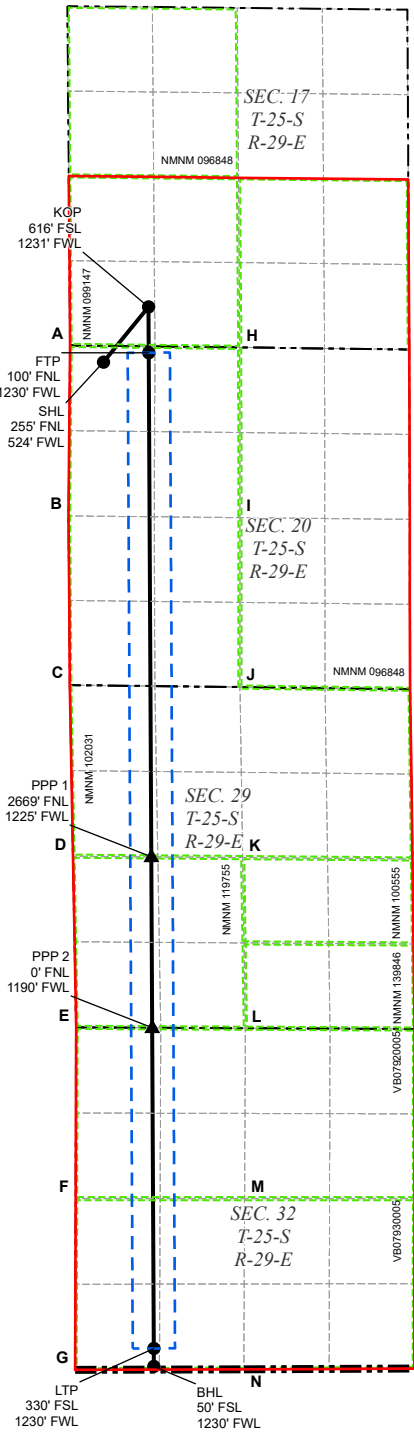 SEC. 17
T-25-S
R-29-E
NMNM 096848
KOP
616' FSL
1231' FWL
NMNM 099147
A
H
FTP
100' FNL
1230' FWL
SHL
255' FNL
524' FWL
B
I
SEC. 20
T-25-S
R-29-E
C
J
NMNM 096848
NMNM 102031
PPP 1
2669' FNL
1225' FWL
SEC. 29
T-25-S
R-29-E
D
K
NMNM 119755
NMNM 100555
PPP 2
0' FNL
1190' FWL
NMNM 139846
E
L
VB07920005
F
M
SEC. 32
T-25-S
R-29-E
VB07930005
G
N
LTP
330' FSL
1230' FWL
BHL
50' FSL
1230' FWL